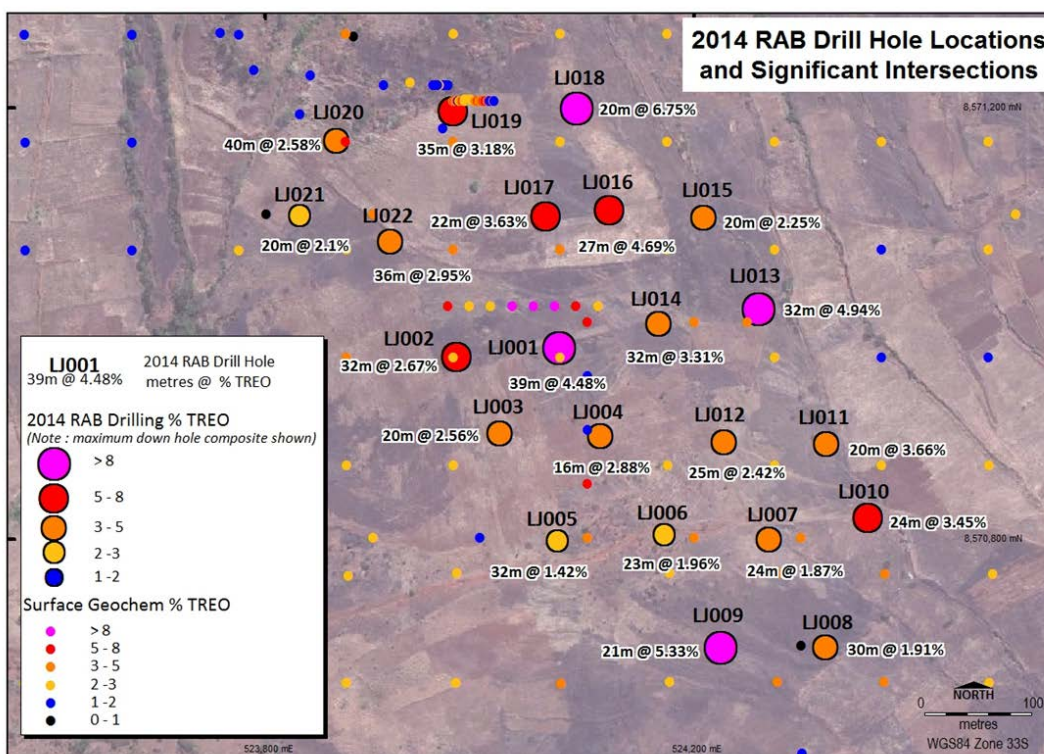 2014 RAB Drill Hole Locations
and Significant Intersections
LJ018
20m @ 6.75%
8,571,200 mN
LJ020
40m @ 2.58%
LJ019
35m @ 3.18%
LJ021
20m @ 2.1%
LJ022
36m @ 2.95%
LJ017
22m @ 3.63%
LJ016
27m @ 4.69%
LJ015
20m @ 2.25%
LJ013
32m @ 4.94%
LJ014
32m @ 3.31%
LJ002
32m @ 2.67%
LJ001
39m @ 4.48%
LJ003
20m @ 2.56%
LJ004
16m @ 2.88%
LJ012
25m @ 2.42%
LJ011
20m @ 3.66%
LJ010
24m @ 3.45%
LJ005
32m @ 1.42%
LJ006
23m @ 1.96%
LJ007
24m @ 1.87%
8,570,800 mN
LJ009
21m @ 5.33%
LJ008
30m @ 1.91%
LJ001
39m @ 4.48%
2014 RAB Drill Hole
metres @ % TREO
2014 RAB Drilling % TREO
(Note : maximum down hole composite shown)
> 8
5 - 8
3 - 5
2 - 3
1 - 2
Surface Geochem % TREO
> 8
5 - 8
3 - 5
2 - 3
1 - 2
0 - 1
NORTH
0 100
metres
WGS84 Zone 33S
523,800 mE
524,200 mE